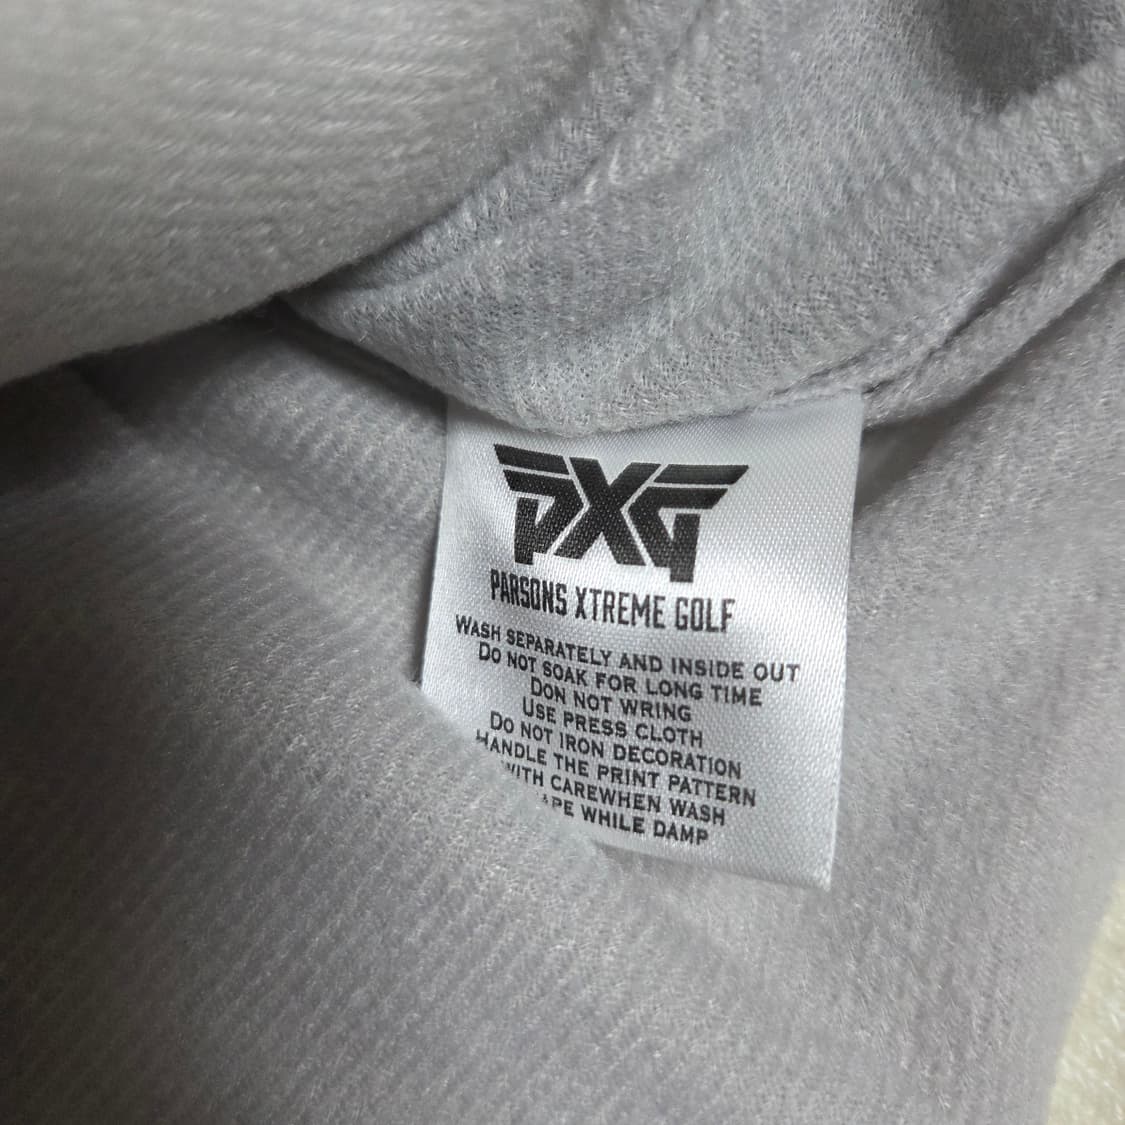 PXG
PARSONS XTREME GOLF
WASH SEPARATELY AND INSIDE OUT
DO NOT SOAK FOR LONG TIME
DON NOT WRING
USE PRESS CLOTH
DO NOT IRON DECORATION
HANDLE THE PRINT PATTERN
WITH CAREWHEN WASH
WHILE DAMP